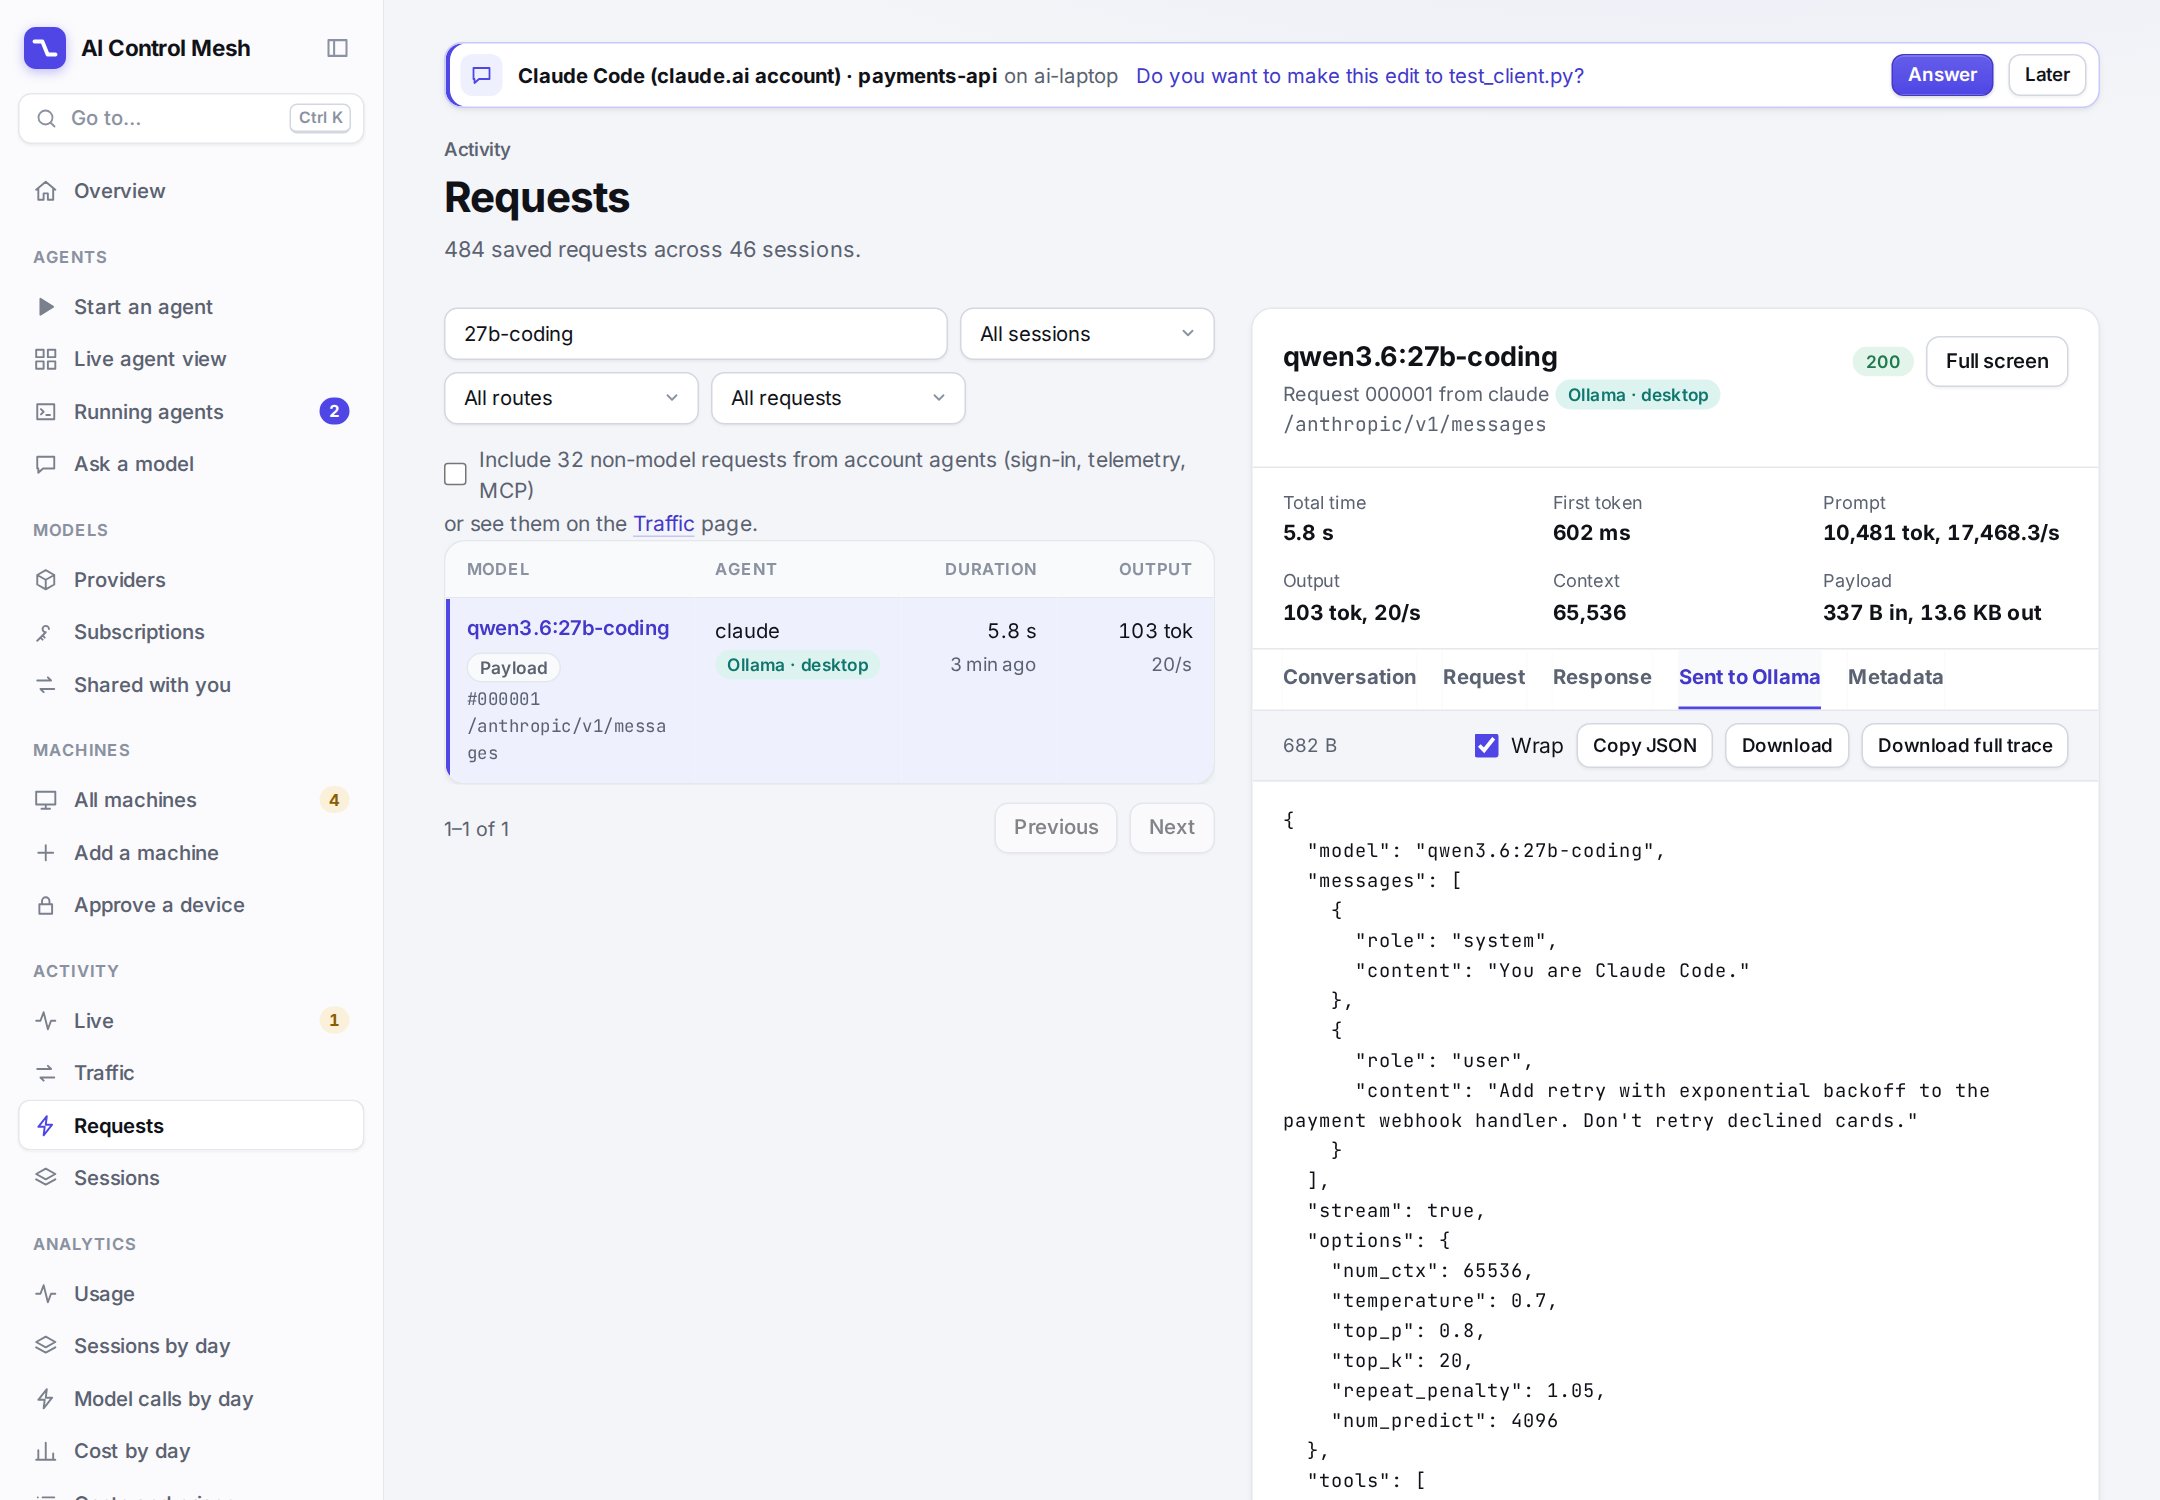 AI Control Mesh
Go to...
Ctrl K
Overview
AGENTS
Start an agent
Live agent view
Running agents
2
Ask a model
MODELS
Providers
Subscriptions
Shared with you
MACHINES
All machines
4
Add a machine
Approve a device
ACTIVITY
Live
1
Traffic
Requests
Sessions
ANALYTICS
Usage
Sessions by day
Model calls by day
Cost by day
Claude Code (claude.ai account) · payments-api on ai-laptop Do you want to make this edit to test_client.py?
Answer
Later
Activity
Requests
484 saved requests across 46 sessions.
27b-coding
All sessions
All routes
All requests
Include 32 non-model requests from account agents (sign-in, telemetry,
MCP)
or see them on the Traffic page.
MODEL AGENT DURATION OUTPUT
qwen3.6:27b-coding claude 5.8 s 103 tok
Payload Ollama · desktop 3 min ago 20/s
#000001
/anthropic/v1/messa
ges
1–1 of 1
Previous
Next
qwen3.6:27b-coding
200
Full screen
Request 000001 from claude Ollama · desktop
/anthropic/v1/messages
Total time First token Prompt
5.8 s 602 ms 10,481 tok, 17,468.3/s
Output Context Payload
103 tok, 20/s 65,536 337 B in, 13.6 KB out
Conversation Request Response Sent to Ollama Metadata
682 B
Wrap
Copy JSON
Download
Download full trace
{
"model": "qwen3.6:27b-coding",
"messages": [
{
"role": "system",
"content": "You are Claude Code."
},
{
"role": "user",
"content": "Add retry with exponential backoff to the
payment webhook handler. Don't retry declined cards."
}
],
"stream": true,
"options": {
"num_ctx": 65536,
"temperature": 0.7,
"top_p": 0.8,
"top_k": 20,
"repeat_penalty": 1.05,
"num_predict": 4096
},
"tools": [